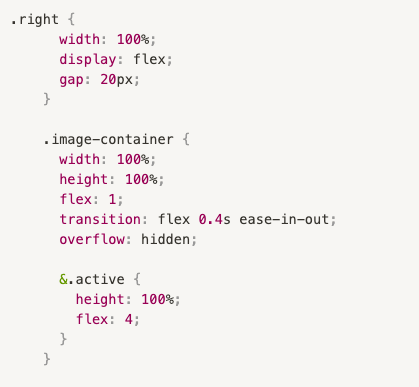 .right {
width: 100%;
display: flex;
gap: 20px;
}
.image-container {
width: 100%;
height: 100%;
flex: 1;
transition: flex 0.4s ease-in-out;
overflow: hidden;
&.active {
height: 100%;
flex: 4;
}
}